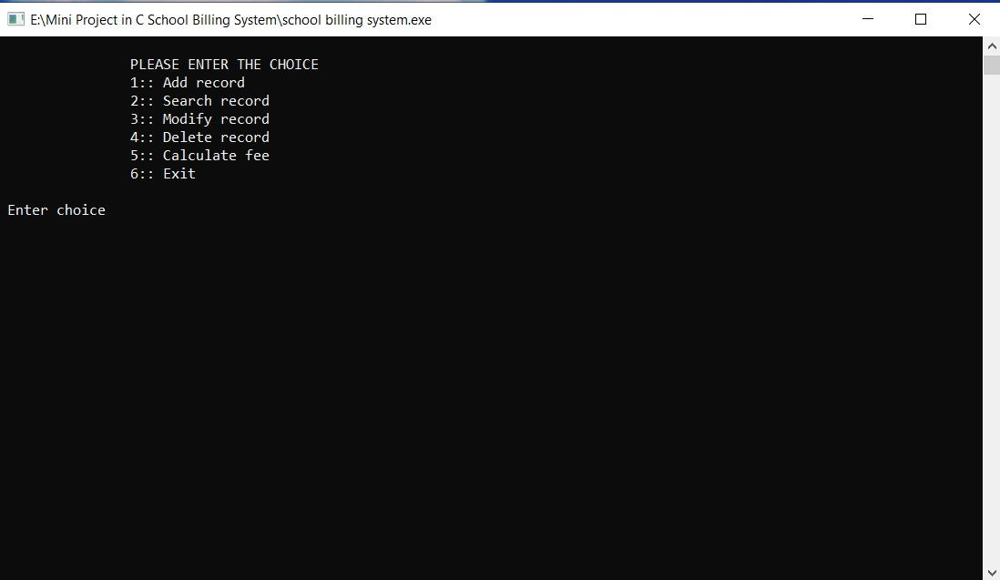 E:\Mini Project in C School Billing System\school billing system.exe
PLEASE ENTER THE CHOICE
1:: Add record
2:: Search record
3:: Modify record
4:: Delete record
5:: Calculate fee
6:: Exit
Enter choice